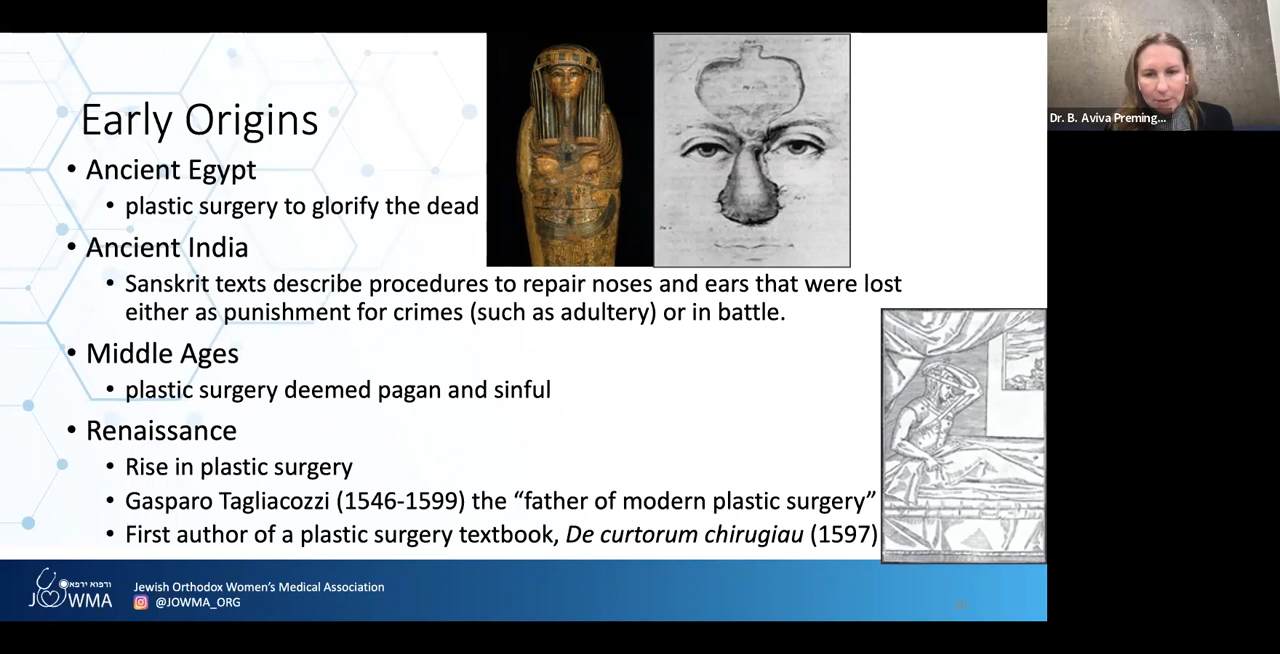 Early Origins
• Ancient Egypt
• plastic surgery to glorify the dead
• Ancient India
• Sanskrit texts describe procedures to repair noses and ears that were lost
either as punishment for crimes (such as adultery) or in battle.
• Middle Ages
• plastic surgery deemed pagan and sinful
• Renaissance
• Rise in plastic surgery
• Gasparo Tagliacozzi (1546-1599) the “father of modern plastic surgery”
• First author of a plastic surgery textbook, De curtorum chirugiau (1597)
ורפוא ירפא
JOWMA
Jewish Orthodox Women’s Medical Association
@JOWMA_ORG
Dr. B. Aviva Preming...